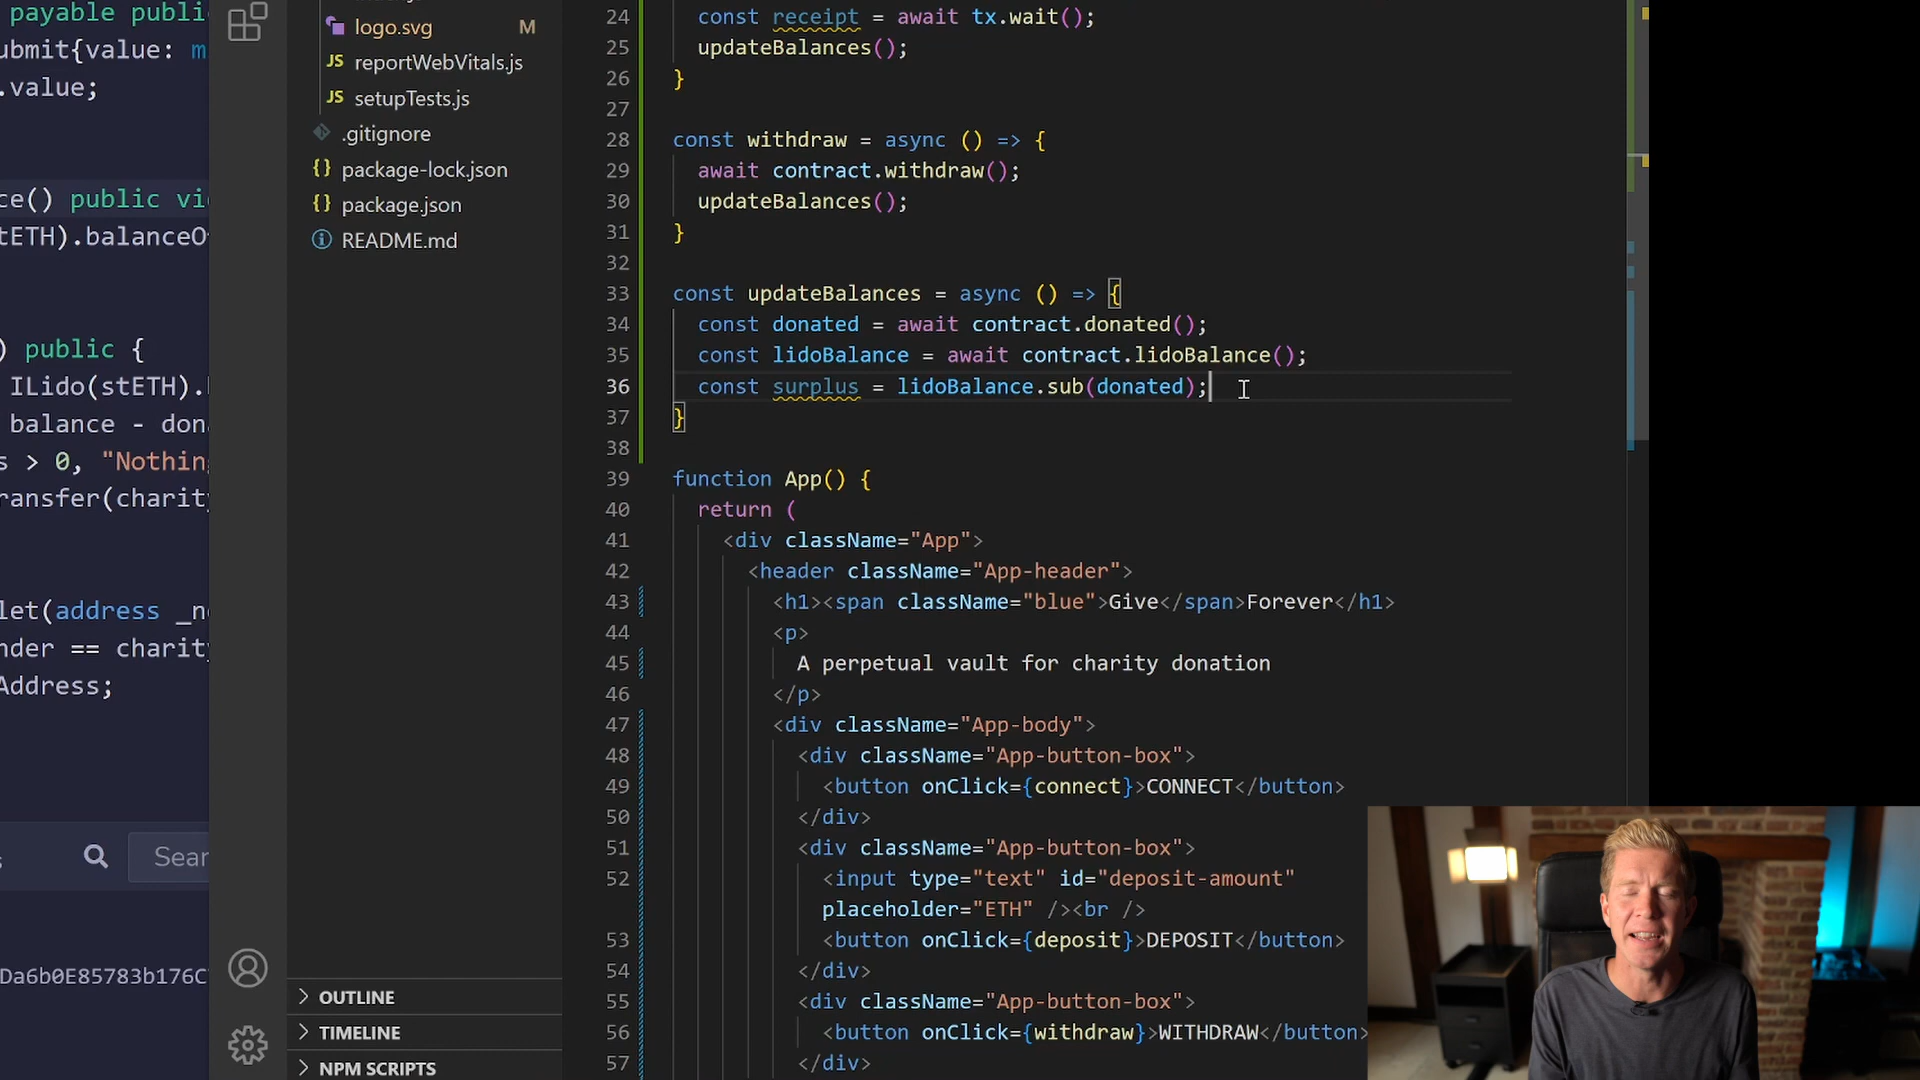 payable publi
ubmit{value: m
.value;
ce() public vi
tETH).balanceO
) public {
ILido(stETH).
balance - don
s > 0, "Nothin
ransfer(charity
let(address _n
nder == charity
Address;
Sear
Da6b0E85783b176C
logo.svg M
JS reportWebVitals.js
JS setupTests.js
.gitignore
{} package-lock.json
{} package.json
README.md
OUTLINE
TIMELINE
NPM SCRIPTS
24 const receipt = await tx.wait();
25 updateBalances();
26 }
27
28 const withdraw = async () => {
29 await contract.withdraw();
30 updateBalances();
31 }
32
33 const updateBalances = async () => {
34 const donated = await contract.donated();
35 const lidoBalance = await contract.lidoBalance();
36 const surplus = lidoBalance.sub(donated);
37 }
38
39 function App() {
40 return (
41 <div className="App">
42 <header className="App-header">
43 <h1><span className="blue">Give</span>Forever</h1>
44 <p>
45 A perpetual vault for charity donation
46 </p>
47 <div className="App-body">
48 <div className="App-button-box">
49 <button onClick={connect}>CONNECT</button>
50 </div>
51 <div className="App-button-box">
52 <input type="text" id="deposit-amount"
placeholder="ETH" /><br />
53 <button onClick={deposit}>DEPOSIT</button>
54 </div>
55 <div className="App-button-box">
56 <button onClick={withdraw}>WITHDRAW</button>
57 </div>